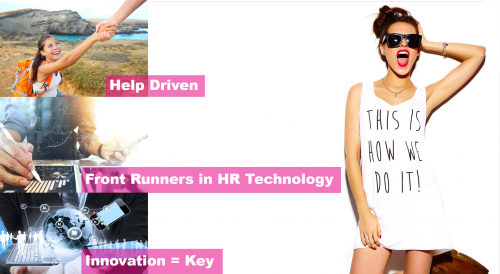 Help Driven
Front Runners in HR Technology
Innovation = Key
THIS IS
HOW WE
DO IT!